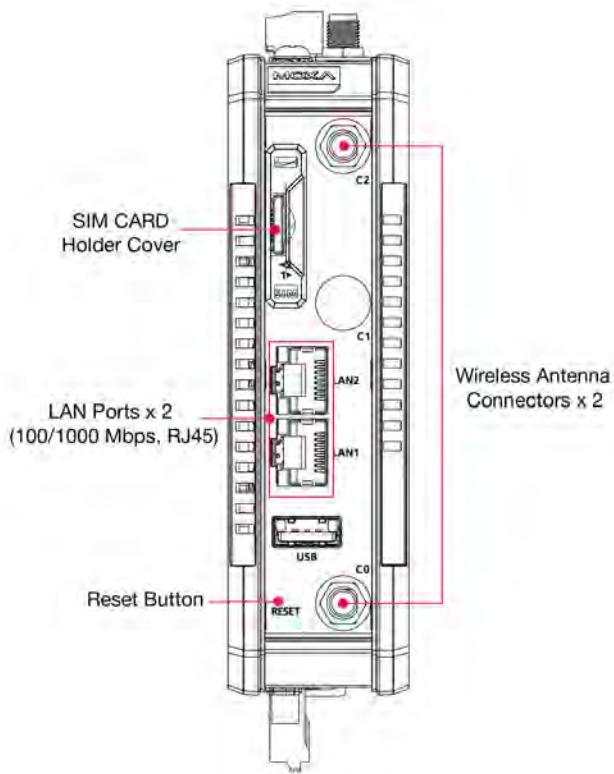 MOXA
C2
SIM CARD
Holder Cover
SIM
C1
LAN2
Wireless Antenna
Connectors x 2
LAN Ports x 2
(100/1000 Mbps, RJ45)
LAN1
USB
C0
Reset Button
RESET